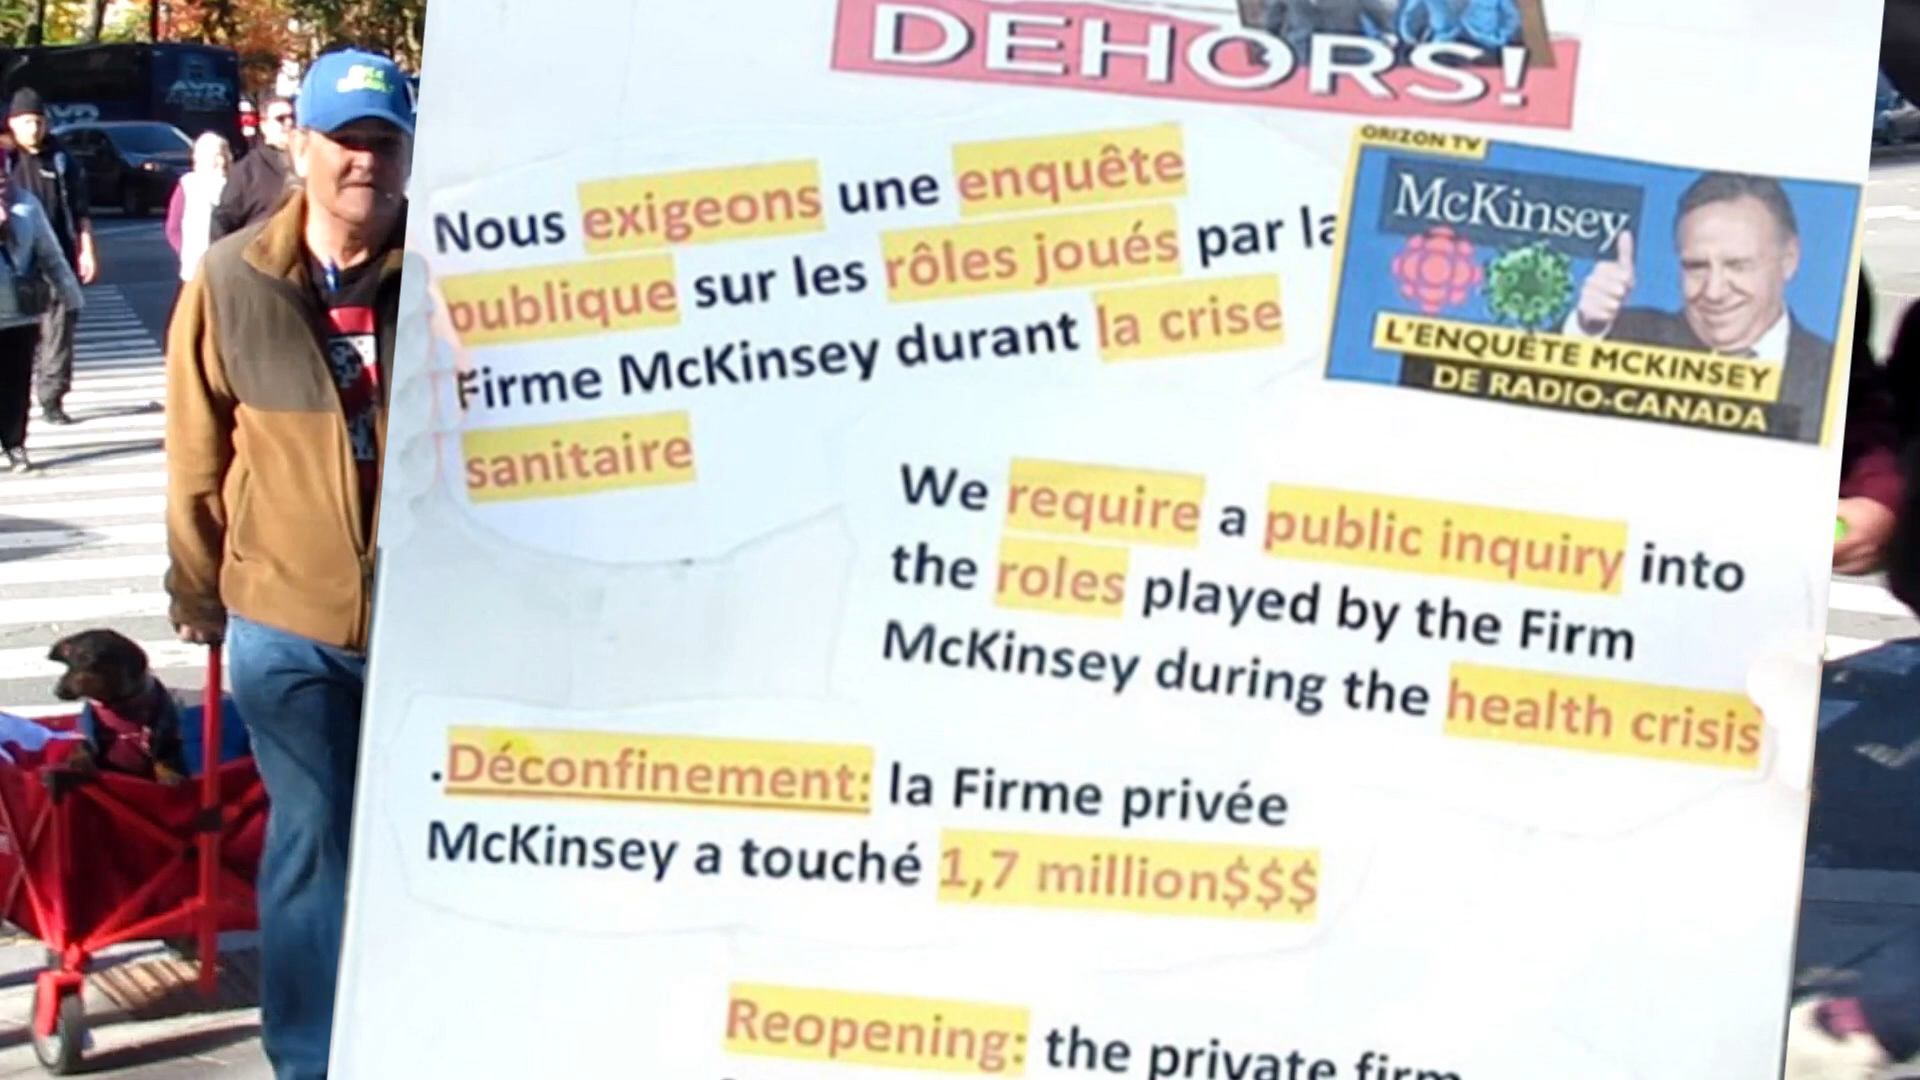 DEHORS!
Nous exigeons une enquête
publique sur les rôles joués par la
Firme McKinsey durant la crise
sanitaire
ORIZON TV
McKinsey
L'ENQUÊTE MCKINSEY
DE RADIO-CANADA
We require a public inquiry into
the roles played by the Firm
McKinsey during the health crisis
.Déconfinement: la Firme privée
McKinsey a touché 1,7 million$$$
Reopening: the private firm